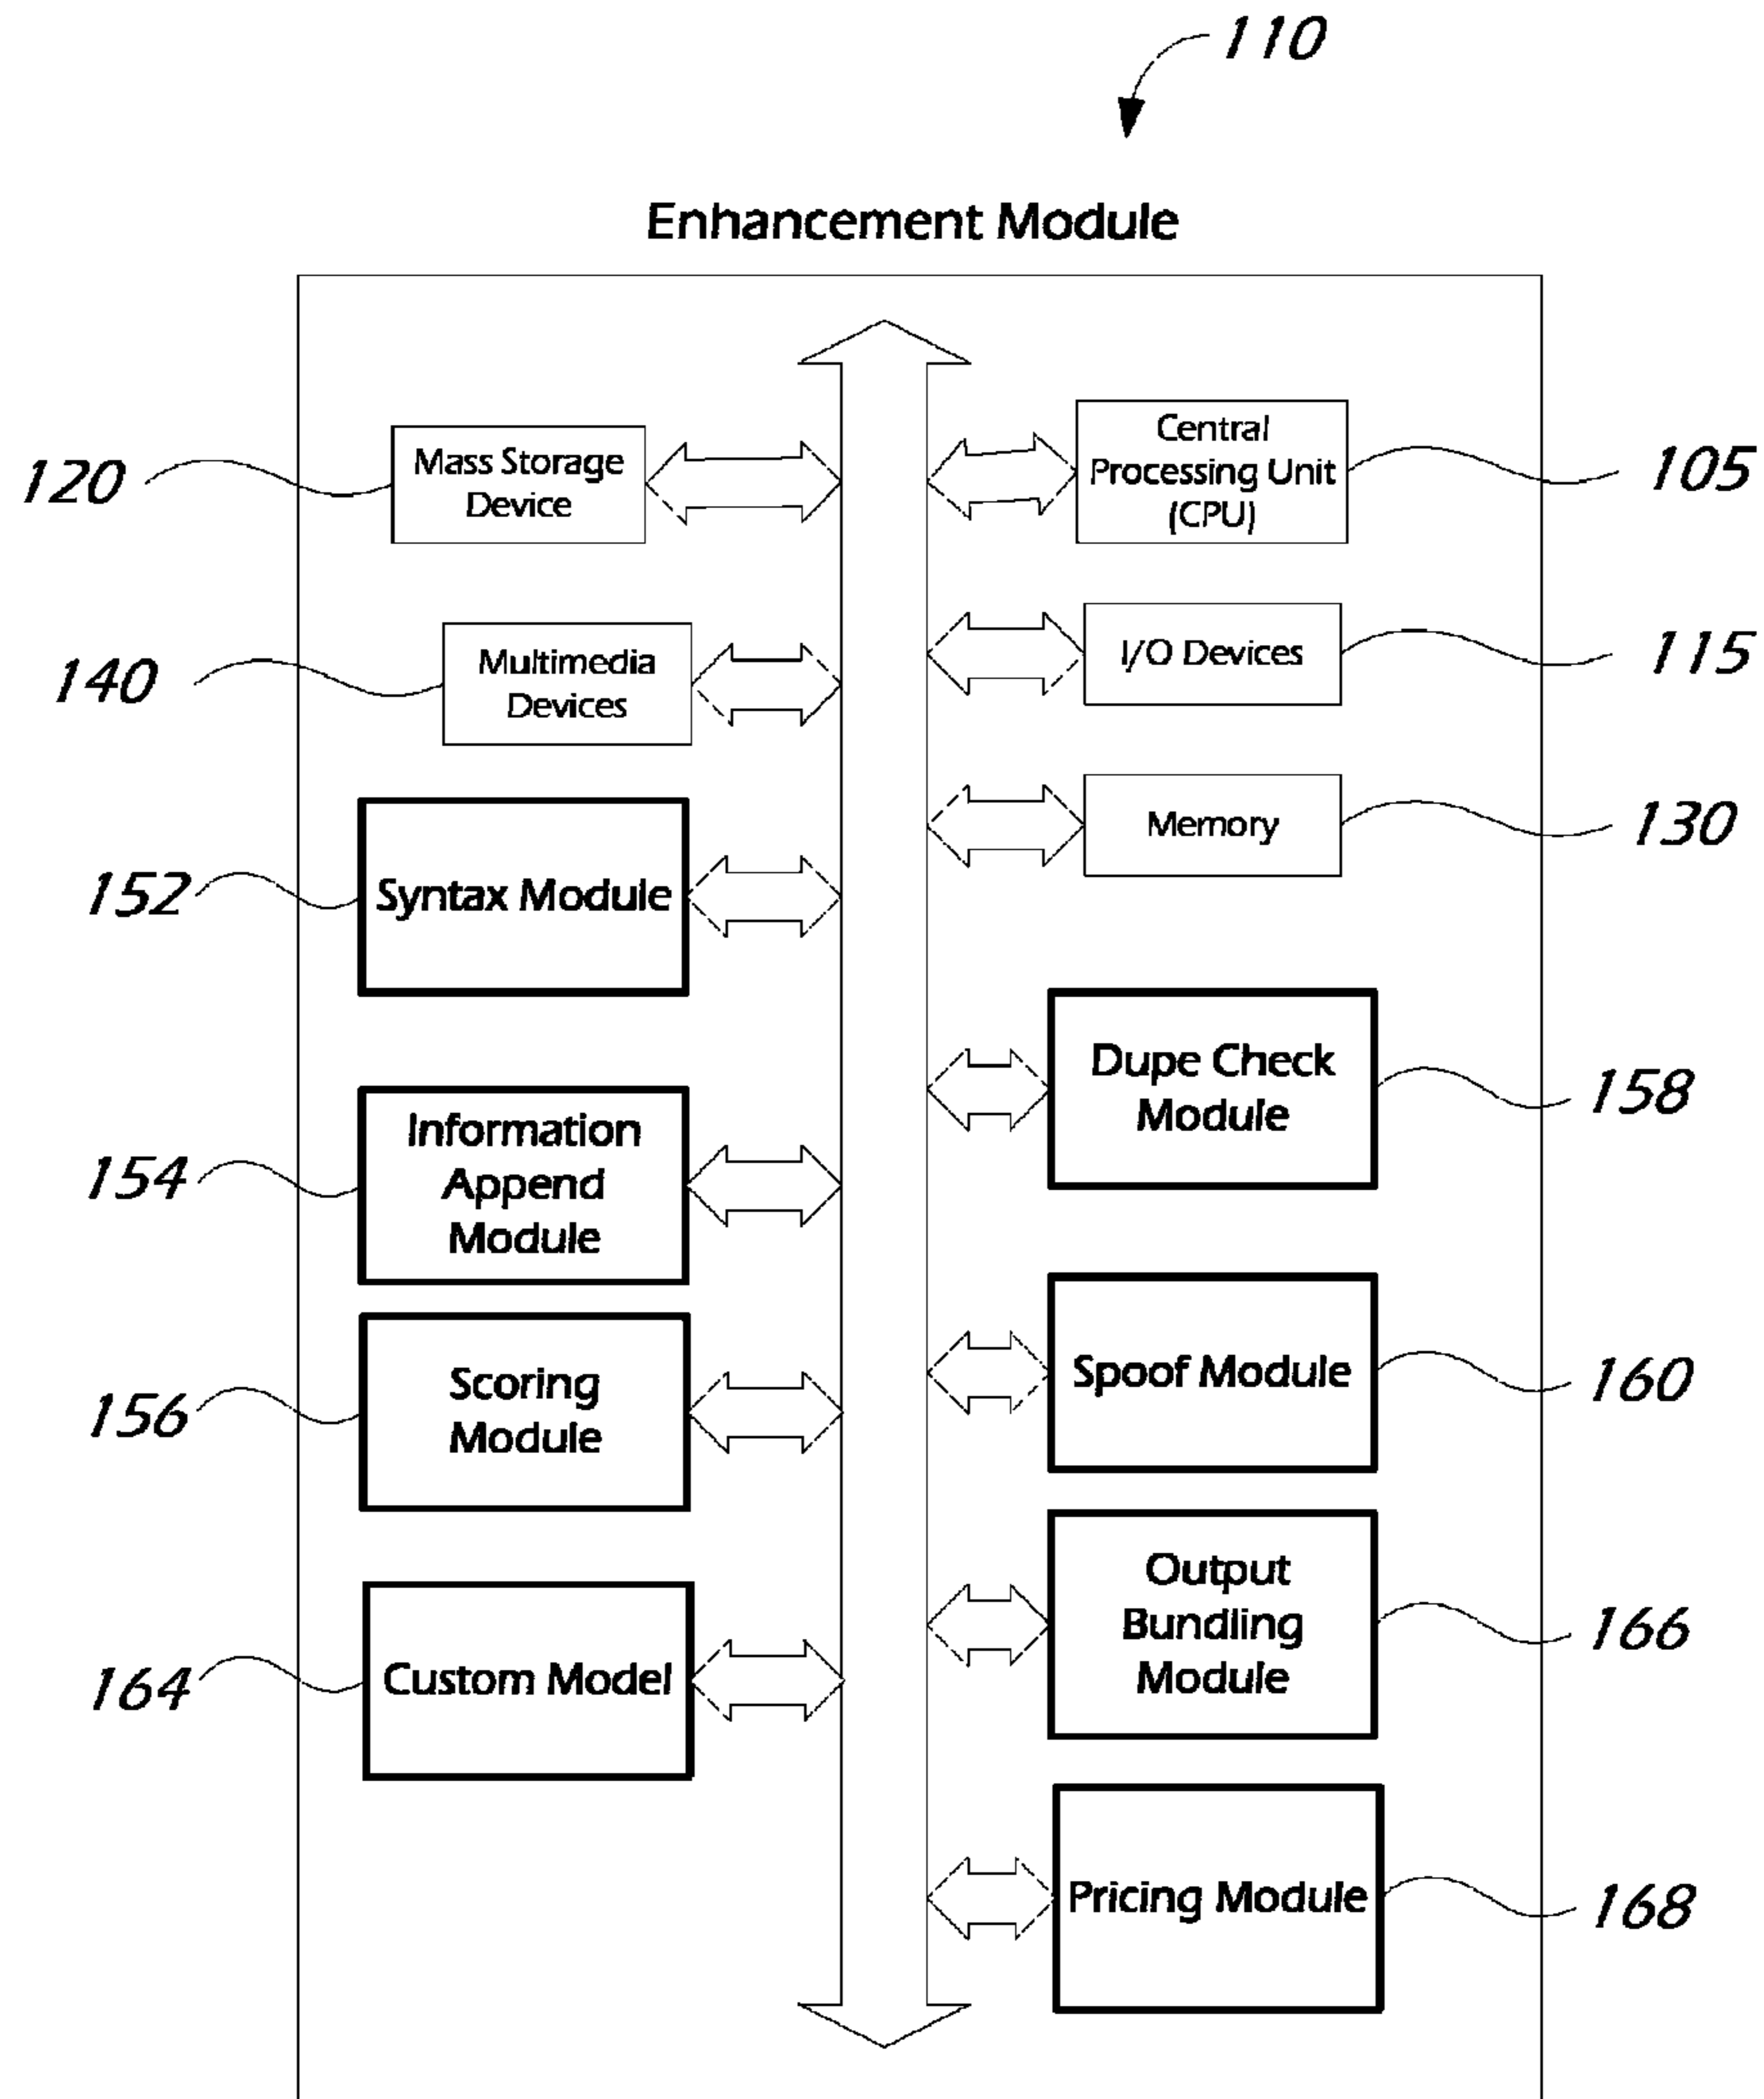 110
Enhancement Module
120
Mass Storage
Device
Central
Processing Unit
(CPU)
105
140
Multimedia
Devices
I/O Devices
115
Memory
130
152
Syntax Module
Dupe Check
Module
158
154
Information
Append
Module
Spoof Module
160
156
Scoring
Module
Output
Bundling
Module
166
164
Custom Model
Pricing Module
168